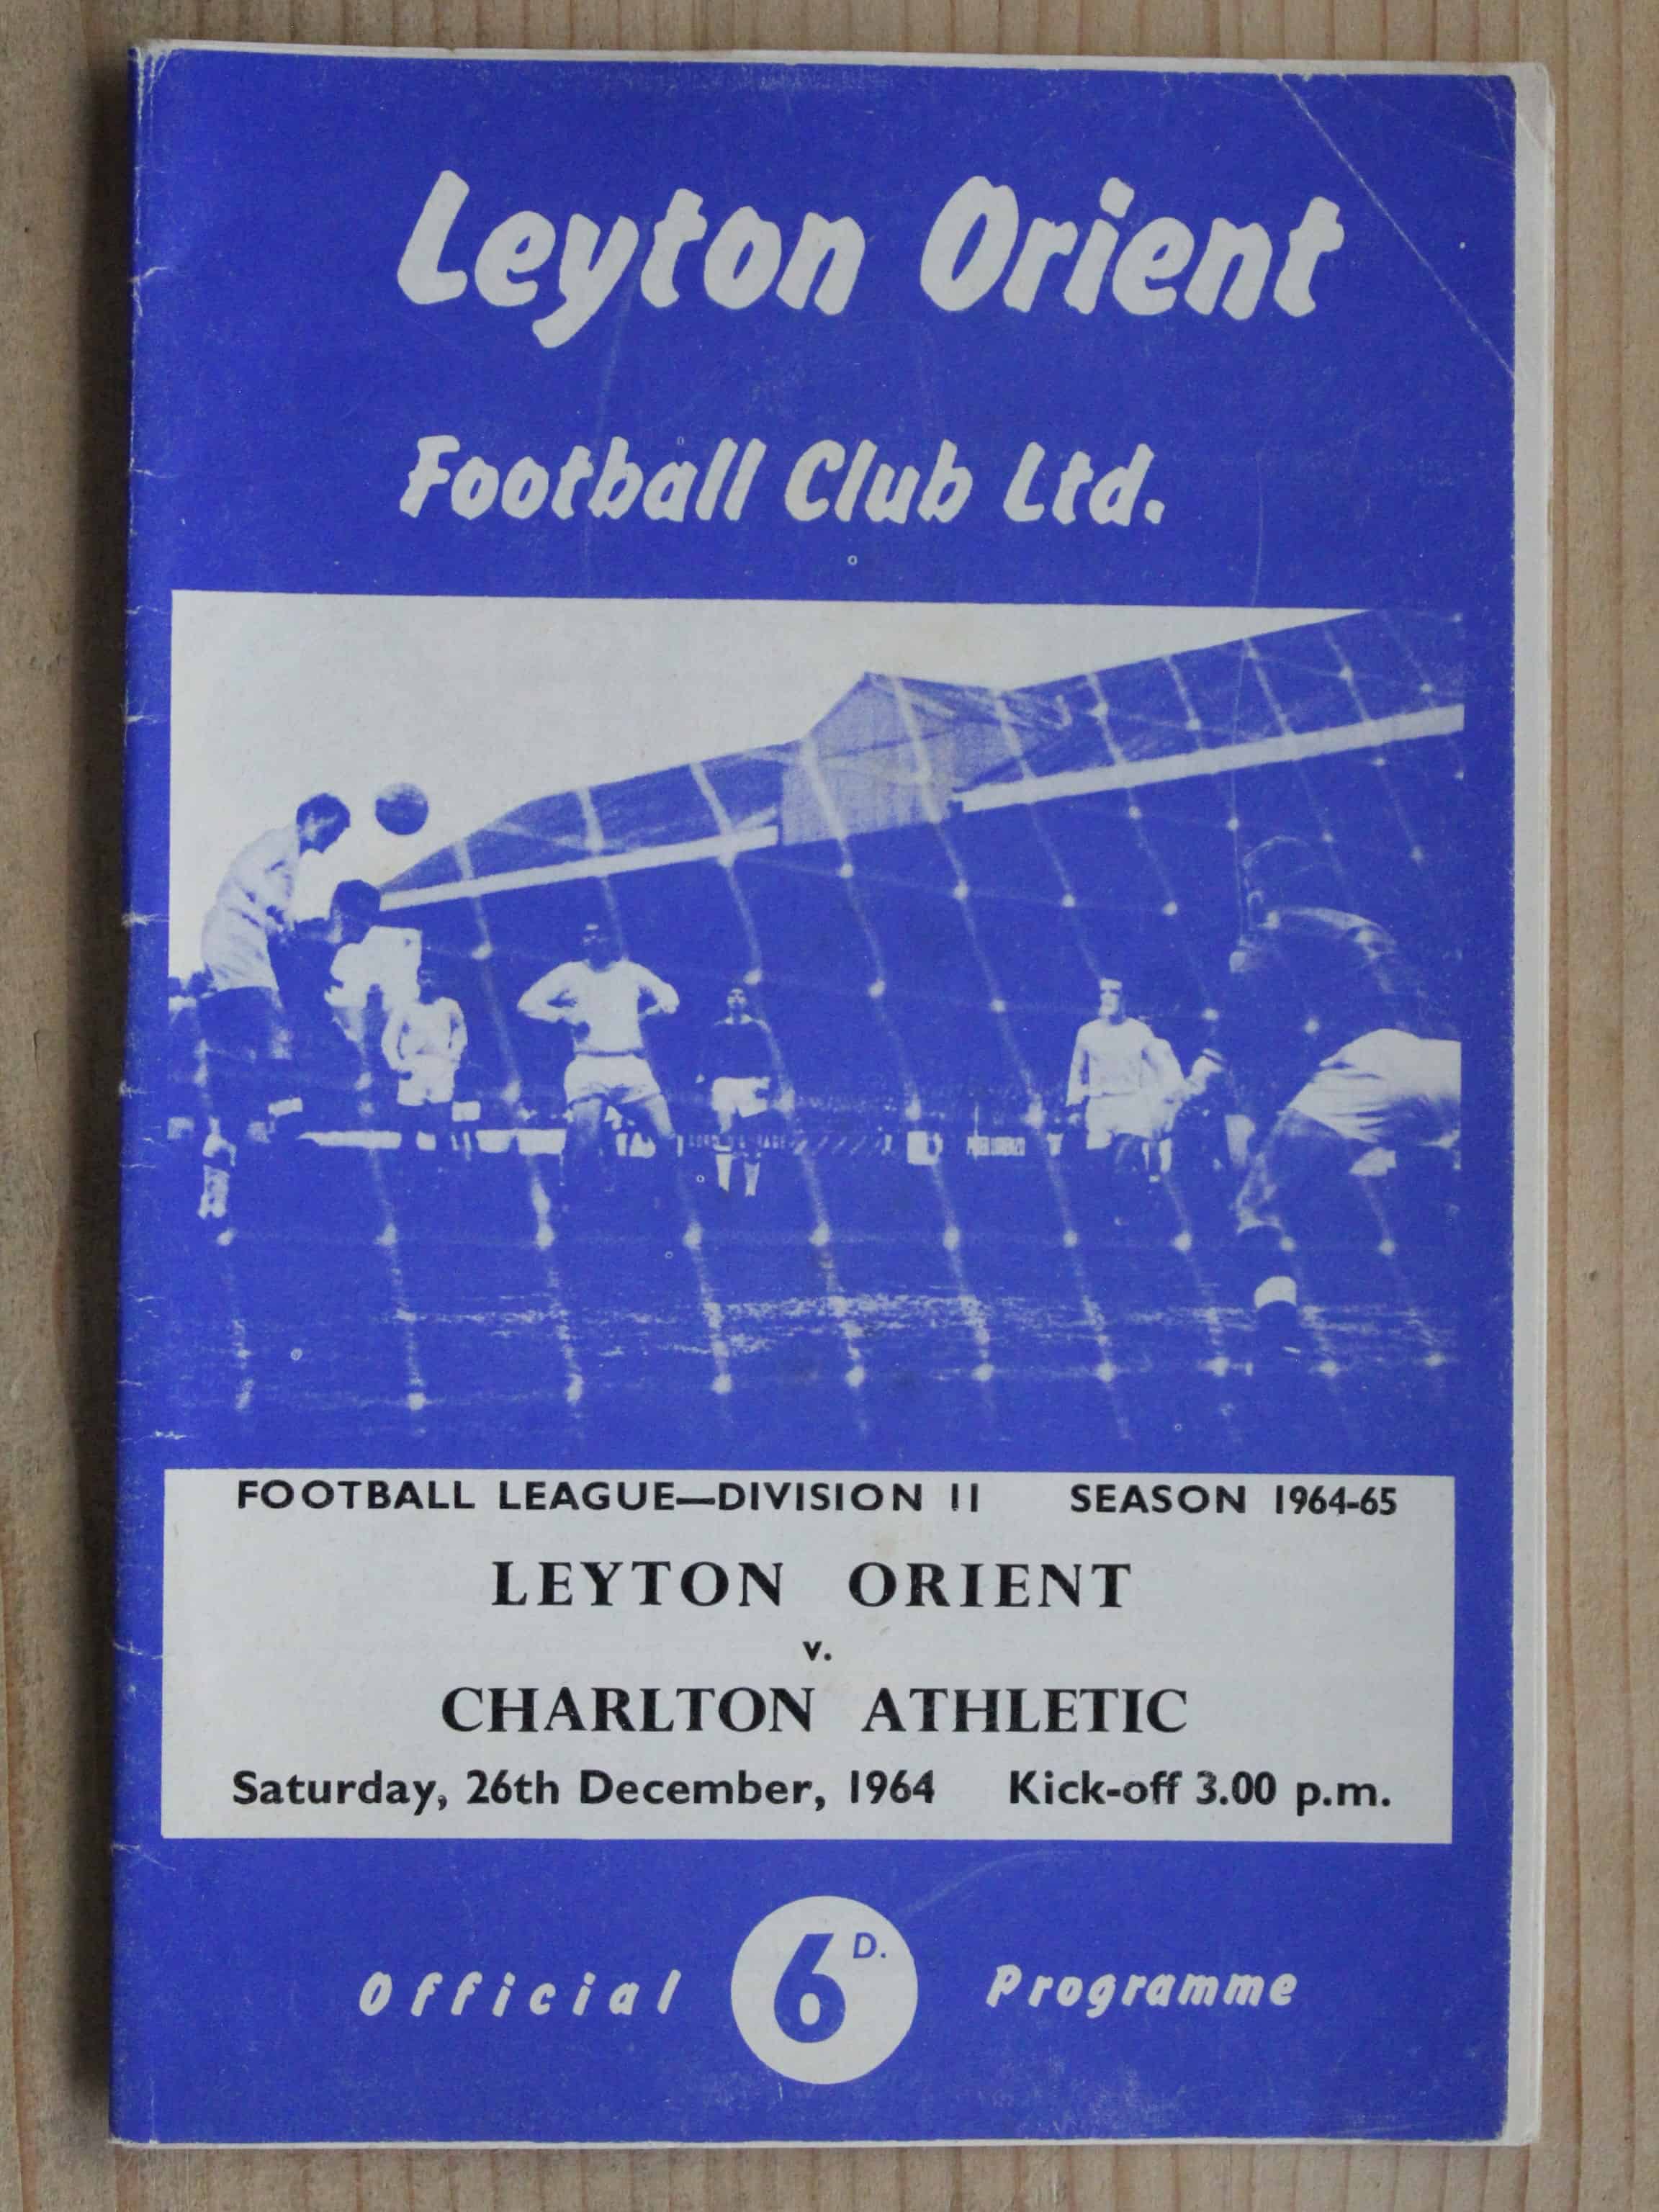 Leyton Orient
Football Club Ltd.
FOOTBALL LEAGUE—DIVISION II SEASON 1964-65
LEYTON ORIENT
v.
CHARLTON ATHLETIC
Saturday, 26th December, 1964 Kick-off 3.00 p.m.
Official 6D. Programme